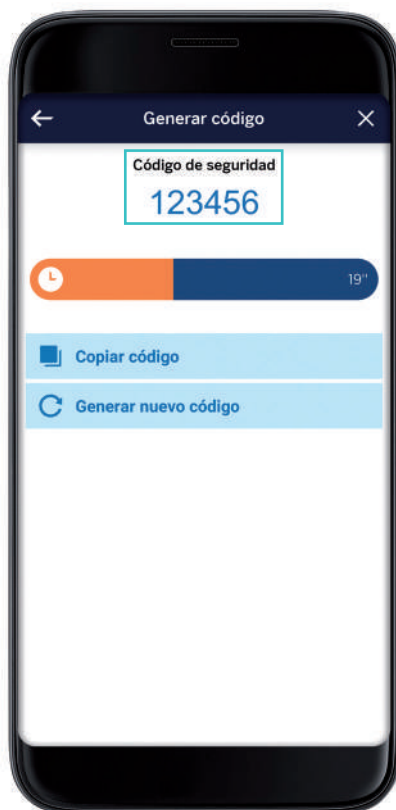 Generar código
Código de seguridad
123456
19"
Copiar código
Generar nuevo código